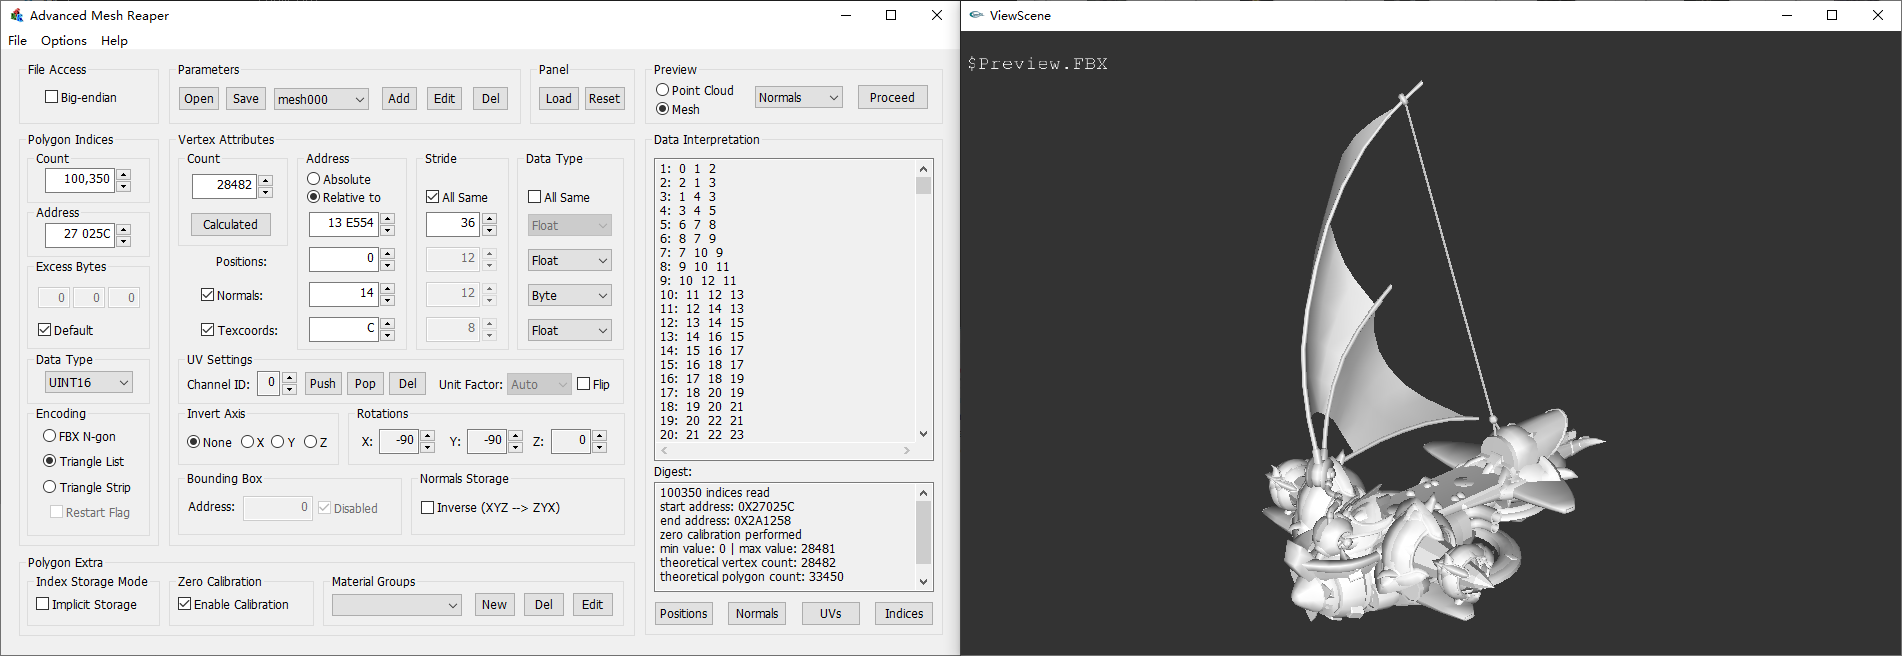 Advanced Mesh Reaper
File Options Help
File Access
Big-endian
Parameters
Open Save mesh000 Add Edit Del
Panel
Load Reset
Preview
Point Cloud
Mesh
Normals
Proceed
Polygon Indices
Count
100,350
Address
27 025C
Excess Bytes
0 0 0
Default
Data Type
UINT16
Encoding
FBX N-gon
Triangle List
Triangle Strip
Restart Flag
Vertex Attributes
Count
28482
Calculated
Address
Absolute
Relative to
13 E554
Stride
All Same
36
Data Type
All Same
Float
Positions: 0 12 Float
Normals: 14 12 Byte
Texcoords: C 8 Float
UV Settings
Channel ID: 0 Push Pop Del Unit Factor: Auto Flip
Invert Axis
None X Y Z
Rotations
X: -90 Y: -90 Z: 0
Bounding Box
Address: 0 Disabled
Normals Storage
Inverse (XYZ --> ZYX)
Polygon Extra
Index Storage Mode
Implicit Storage
Zero Calibration
Enable Calibration
Material Groups
New Del Edit
Data Interpretation
1: 0 1 2
2: 2 1 3
3: 1 4 3
4: 3 4 5
5: 6 7 8
6: 8 7 9
7: 7 10 9
8: 9 10 11
9: 10 12 11
10: 11 12 13
11: 12 14 13
12: 13 14 15
13: 14 16 15
14: 15 16 17
15: 16 18 17
16: 17 18 19
17: 18 20 19
18: 19 20 21
19: 20 22 21
20: 21 22 23
Digest:
100350 indices read
start address: 0X27025C
end address: 0X2A1258
zero calibration performed
min value: 0 | max value: 28481
theoretical vertex count: 28482
theoretical polygon count: 33450
Positions Normals UVs Indices
ViewScene
$Preview.FBX